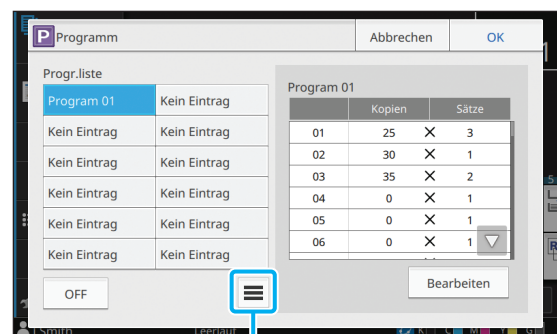 P Programm
Abbrechen
OK
Progr.liste
Program 01 Kein Eintrag
Kein Eintrag Kein Eintrag
Kein Eintrag Kein Eintrag
Kein Eintrag Kein Eintrag
Kein Eintrag Kein Eintrag
Kein Eintrag Kein Eintrag
OFF
Program 01
Kopien Sätze
01 25 X 3
02 30 X 1
03 35 X 2
04 0 X 1
05 0 X 1
06 0 X 1
Bearbeiten
Smith Leerlauf K C M Y G